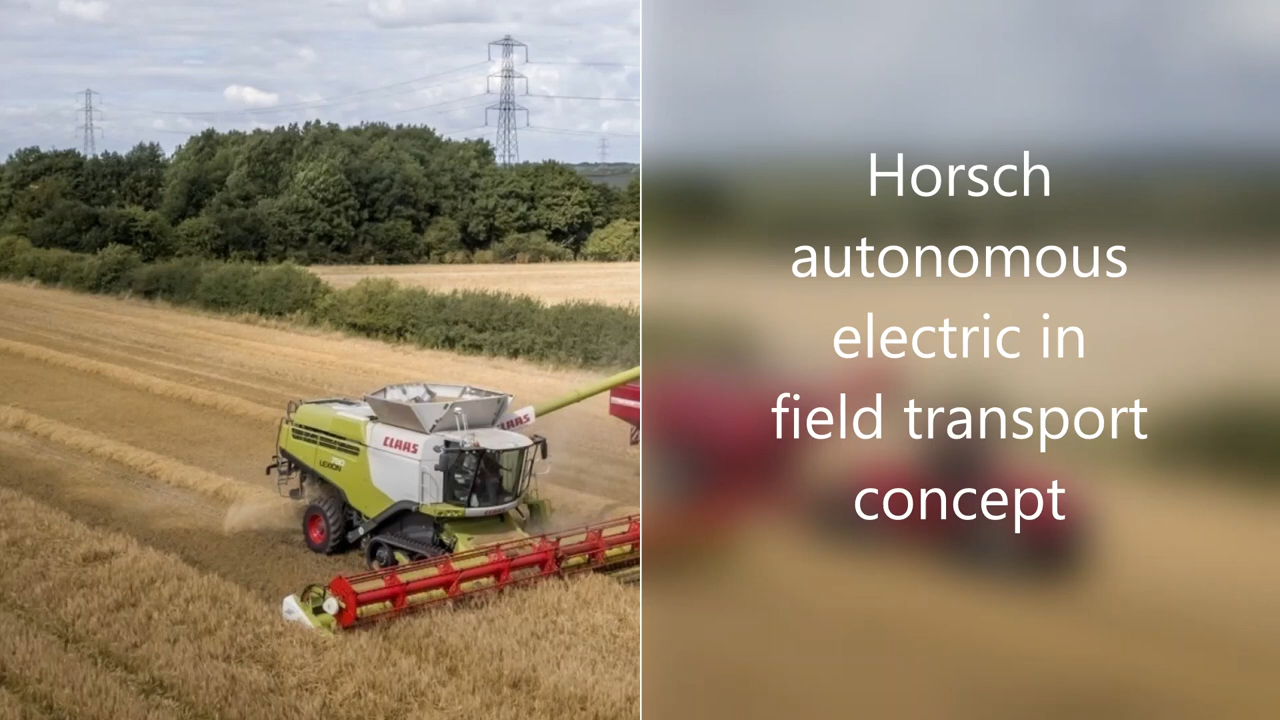 CLAAS
CLAAS
LEXION
Horsch
autonomous
electric in
field transport
concept